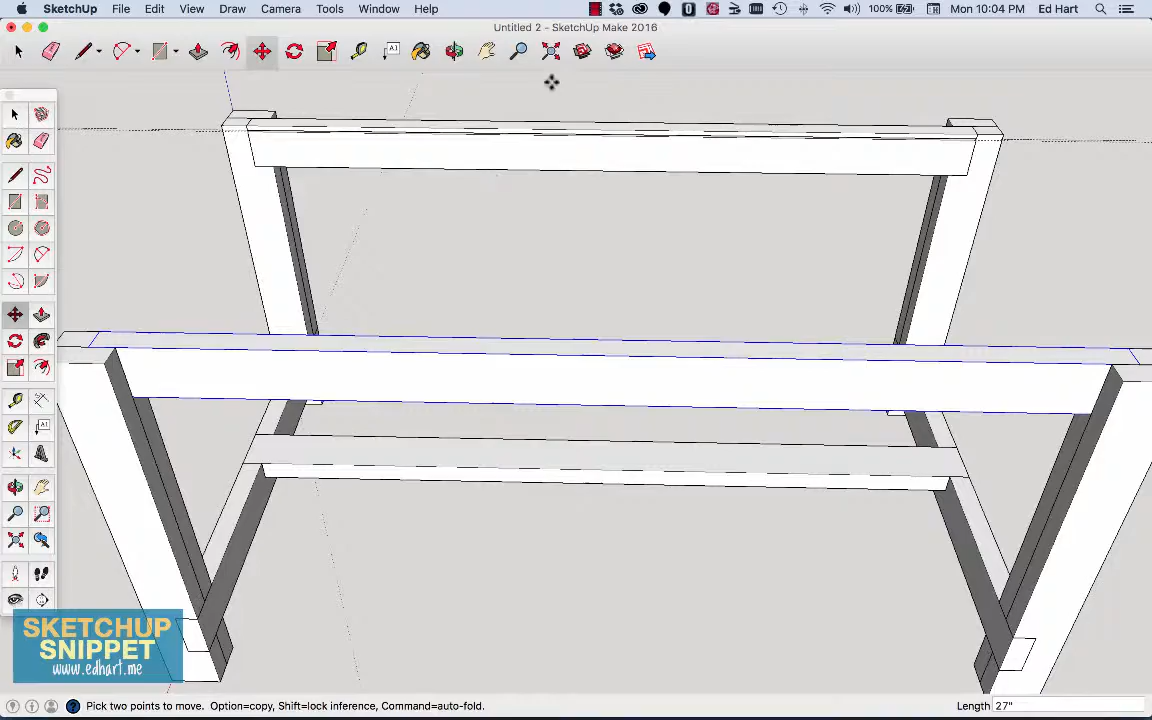 SketchUp File Edit View Draw Camera Tools Window Help 100% Mon 10:04 PM Ed Hart
Untitled 2 - SketchUp Make 2016
A1
A1
SKETCHUP
SNIPPET
www.edhart.me
Pick two points to move. Option=copy, Shift=lock inference, Command=auto-fold. Length 27"